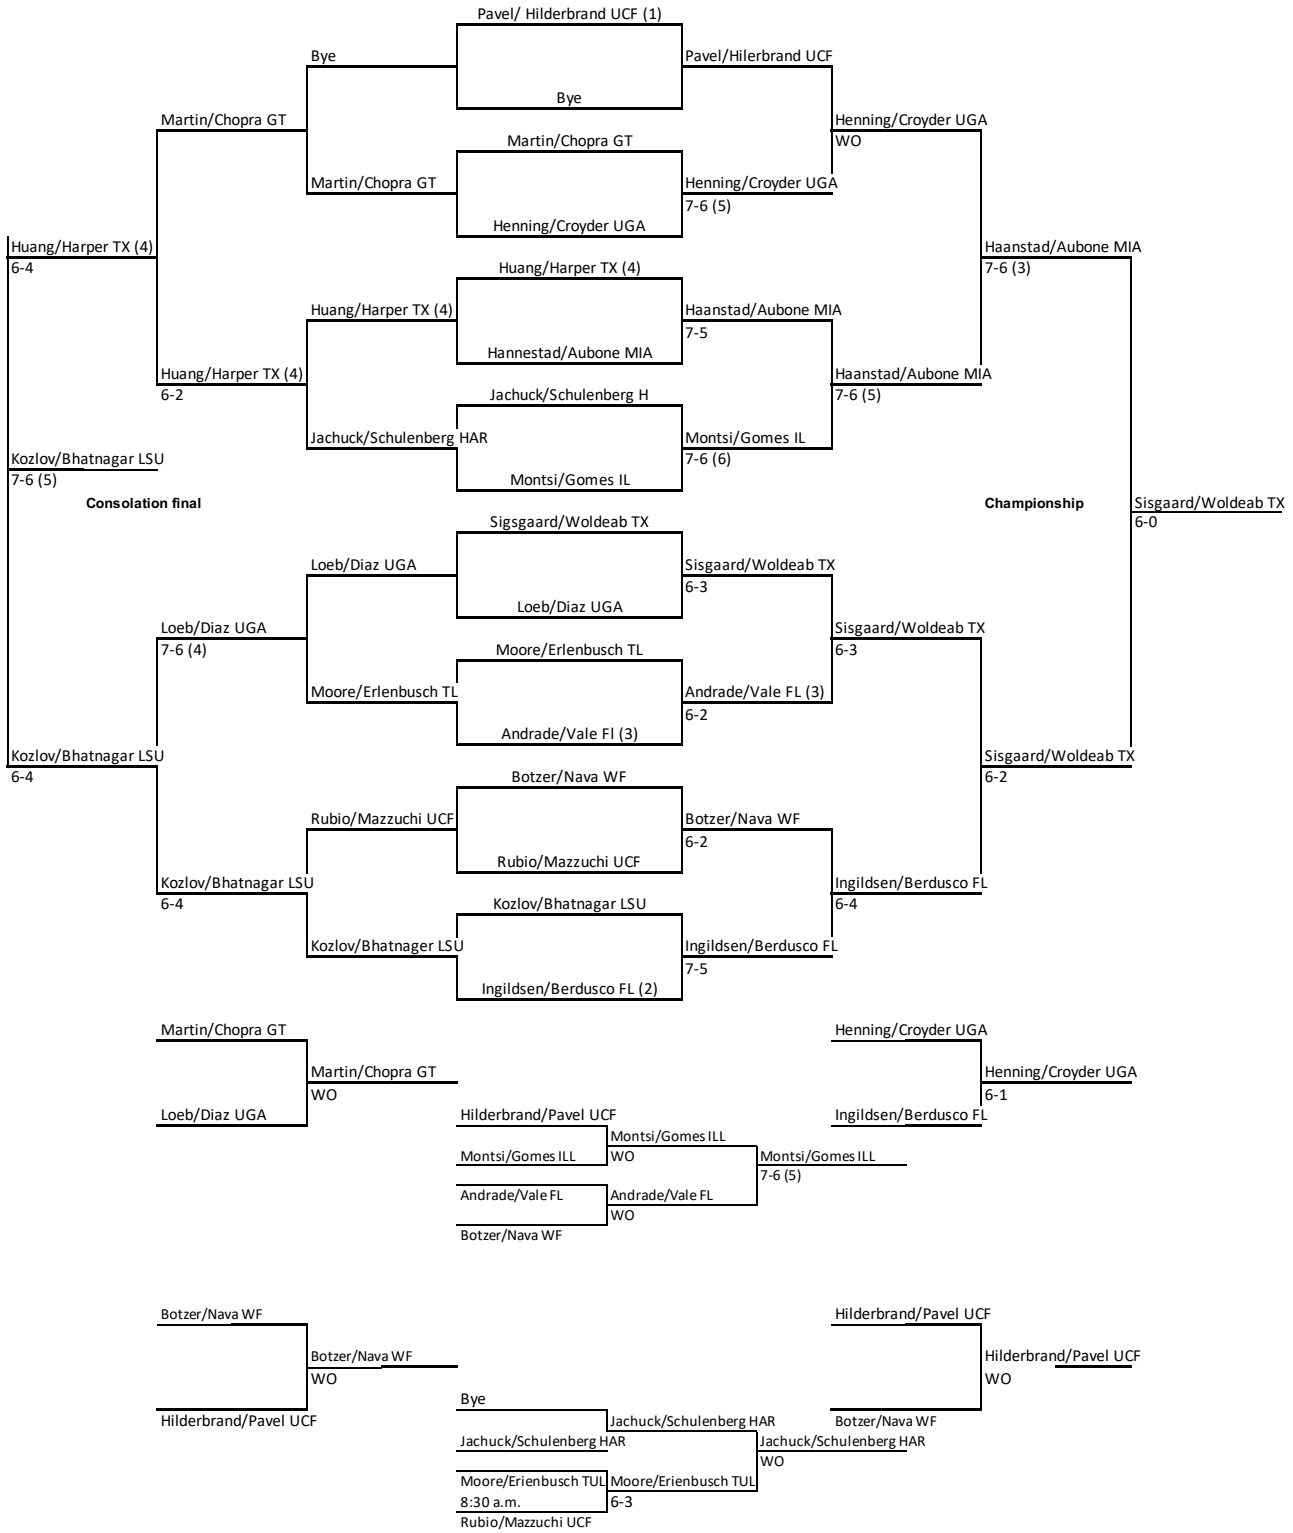 Pavel/ Hilderbrand UCF (1)
Bye
Pavel/Hilerbrand UCF
Bye
Martin/Chopra GT
Henning/Croyder UGA
WO
Martin/Chopra GT
Martin/Chopra GT
Henning/Croyder UGA
7-6 (5)
Henning/Croyder UGA
Huang/Harper TX (4)
6-4
Haanstad/Aubone MIA
7-6 (3)
Huang/Harper TX (4)
Huang/Harper TX (4)
Haanstad/Aubone MIA
7-5
Hannestad/Aubone MIA
Huang/Harper TX (4)
6-2
Haanstad/Aubone MIA
7-6 (5)
Jachuck/Schulenberg H
Jachuck/Schulenberg HAR
Montsi/Gomes IL
7-6 (6)
Kozlov/Bhatnagar LSU
7-6 (5)
Montsi/Gomes IL
Consolation final
Championship
Sisgaard/Woldeab TX
6-0
Sigsgaard/Woldeab TX
Loeb/Diaz UGA
Sisgaard/Woldeab TX
6-3
Loeb/Diaz UGA
Loeb/Diaz UGA
7-6 (4)
Sisgaard/Woldeab TX
6-3
Moore/Erlenbusch TL
Moore/Erlenbusch TL
Andrade/Vale FL (3)
6-2
Andrade/Vale Fl (3)
Kozlov/Bhatnagar LSU
6-4
Sisgaard/Woldeab TX
6-2
Botzer/Nava WF
Rubio/Mazzuchi UCF
Botzer/Nava WF
6-2
Rubio/Mazzuchi UCF
Kozlov/Bhatnagar LSU
6-4
Ingildsen/Berdusco FL
6-4
Kozlov/Bhatnagar LSU
Kozlov/Bhatnager LSU
Ingildsen/Berdusco FL
7-5
Ingildsen/Berdusco FL (2)
Martin/Chopra GT
Henning/Croyder UGA
Martin/Chopra GT
WO
Henning/Croyder UGA
6-1
Loeb/Diaz UGA
Hilderbrand/Pavel UCF
Ingildsen/Berdusco FL
Montsi/Gomes ILL
WO
Montsi/Gomes ILL
Montsi/Gomes ILL
7-6 (5)
Andrade/Vale FL
Andrade/Vale FL
WO
Botzer/Nava WF
Botzer/Nava WF
Hilderbrand/Pavel UCF
Botzer/Nava WF
WO
Hilderbrand/Pavel UCF
WO
Bye
Hilderbrand/Pavel UCF
Jachuck/Schulenberg HAR
Botzer/Nava WF
Jachuck/Schulenberg HAR
Jachuck/Schulenberg HAR
WO
Moore/Erienbusch TUL
Moore/Erienbusch TUL
8:30 a.m.
6-3
Rubio/Mazzuchi UCF